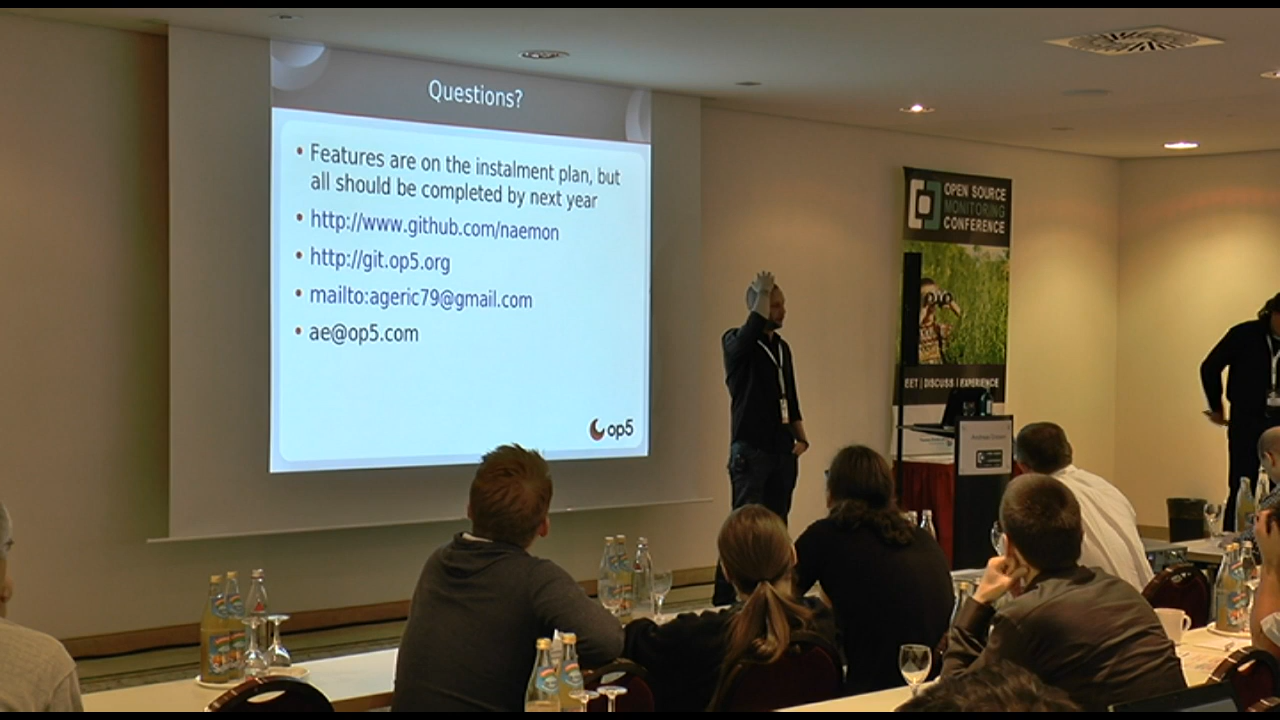 Questions?
• Features are on the instalment plan, but
all should be completed by next year
• http://www.github.com/naemon
• http://git.op5.org
• mailto:ageric79@gmail.com
• ae@op5.com
op5
OPEN SOURCE
MONITORING
CONFERENCE
EET | DISCUSS | EXPERIENCE
Andreas Ericsson